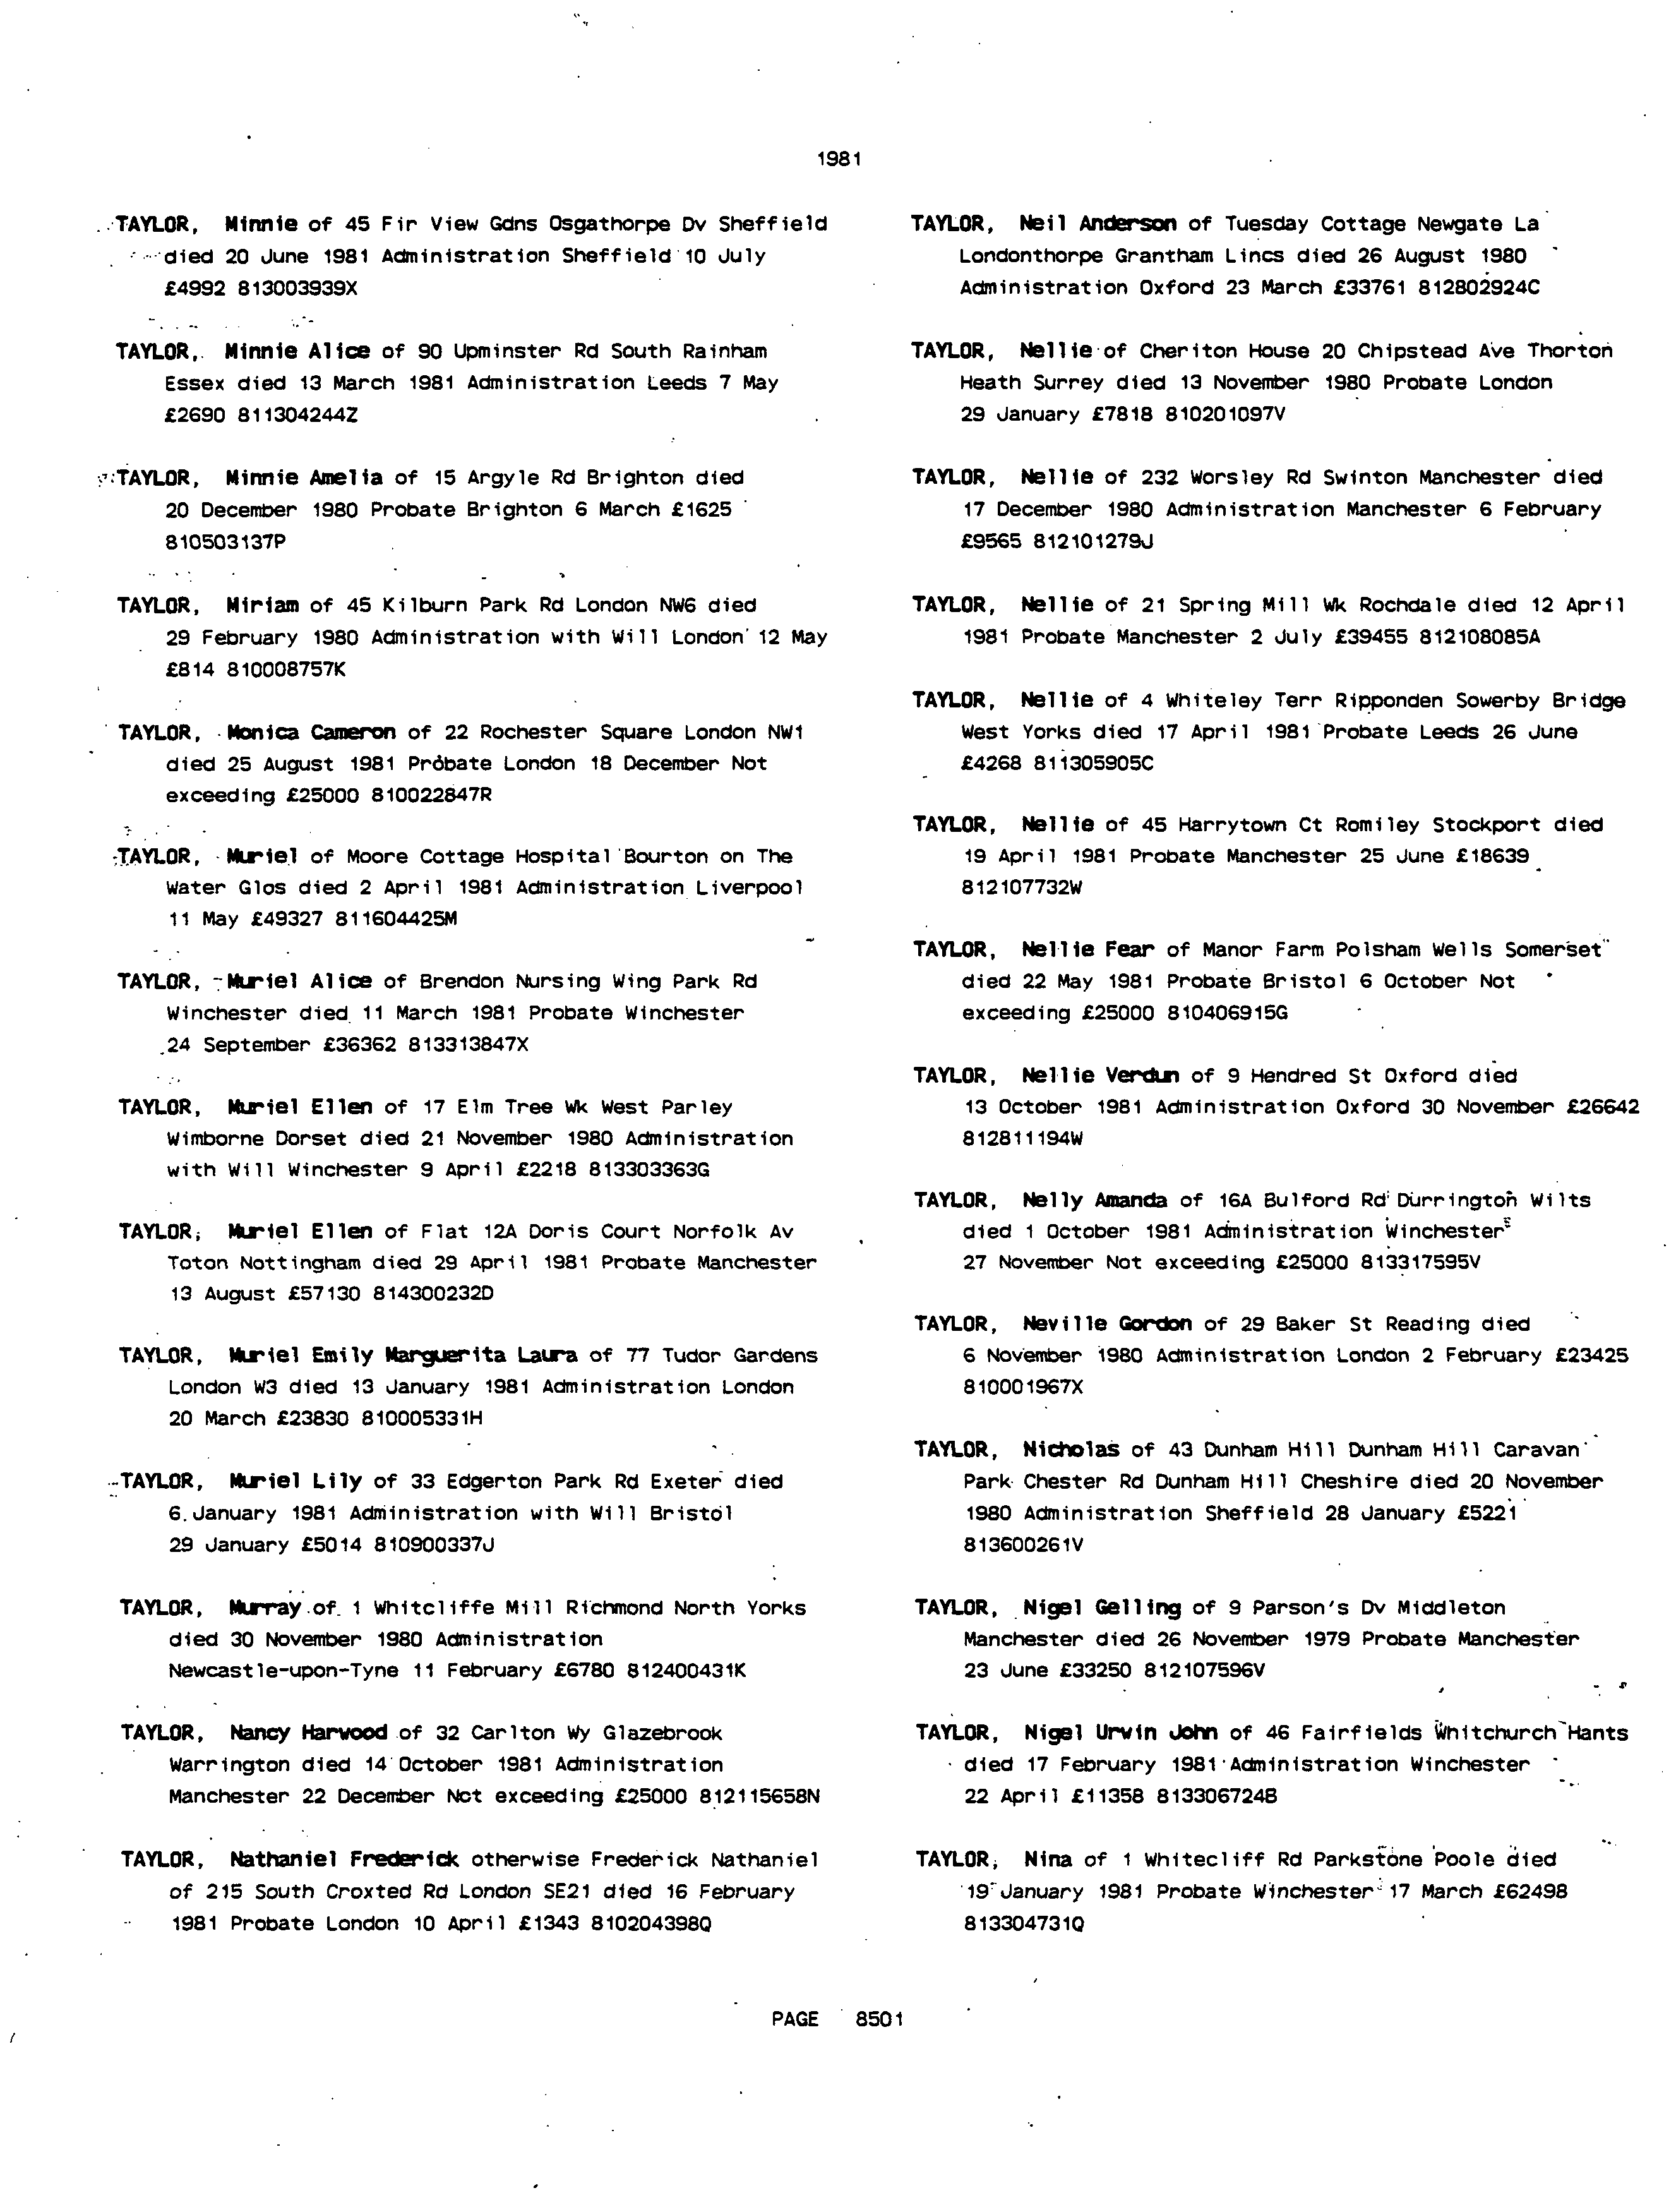 1981
TAYLOR, Minnie of 45 Fir View Gdns Osgathorpe Dv Sheffield
died 20 June 1981 Administration Sheffield 10 July
£4992 813003939X
TAYLOR, Minnie Alice of 90 Upminster Rd South Rainham
Essex died 13 March 1981 Administration Leeds 7 May
£2690 811304244Z
TAYLOR, Minnie Amelia of 15 Argyle Rd Brighton died
20 December 1980 Probate Brighton 6 March £1625
810503137P
TAYLOR, Miriam of 45 Kilburn Park Rd London NW6 died
29 February 1980 Administration with Will London 12 May
£814 810008757K
TAYLOR, Monica Cameron of 22 Rochester Square London NW1
died 25 August 1981 Probate London 18 December Not
exceeding £25000 810022847R
TAYLOR, Muriel of Moore Cottage Hospital Bourton on The
Water Glos died 2 April 1981 Administration Liverpool
11 May £49327 811604425M
TAYLOR, Muriel Alice of Brendon Nursing Wing Park Rd
Winchester died 11 March 1981 Probate Winchester
24 September £36362 813313847X
TAYLOR, Muriel Ellen of 17 Elm Tree Wk West Parley
Wimborne Dorset died 21 November 1980 Administration
with Will Winchester 9 April £2218 813303363G
TAYLOR, Muriel Ellen of Flat 12A Doris Court Norfolk Av
Toton Nottingham died 29 April 1981 Probate Manchester
13 August £57130 814300232D
TAYLOR, Muriel Emily Marguerita Laura of 77 Tudor Gardens
London W3 died 13 January 1981 Administration London
20 March £23830 810005331H
TAYLOR, Muriel Lily of 33 Edgerton Park Rd Exeter died
6 January 1981 Administration with Will Bristol
29 January £5014 810900337J
TAYLOR, Murray of 1 Whitcliffe Mill Richmond North Yorks
died 30 November 1980 Administration
Newcastle-upon-Tyne 11 February £6780 812400431K
TAYLOR, Nancy Harwood of 32 Carlton Wy Glazebrook
Warrington died 14 October 1981 Administration
Manchester 22 December Not exceeding £25000 812115658N
TAYLOR, Nathaniel Frederick otherwise Frederick Nathaniel
of 215 South Croxted Rd London SE21 died 16 February
1981 Probate London 10 April £1343 810204398Q
TAYLOR, Neil Anderson of Tuesday Cottage Newgate La
Londonthorpe Grantham Lincs died 26 August 1980
Administration Oxford 23 March £33761 812802924C
TAYLOR, Nellie of Cheriton House 20 Chipstead Ave Thorton
Heath Surrey died 13 November 1980 Probate London
29 January £7818 810201097V
TAYLOR, Nellie of 232 Worsley Rd Swinton Manchester died
17 December 1980 Administration Manchester 6 February
£9565 812101279J
TAYLOR, Nellie of 21 Spring Mill Wk Rochdale died 12 April
1981 Probate Manchester 2 July £39455 812108085A
TAYLOR, Nellie of 4 Whiteley Terr Ripponden Sowerby Bridge
West Yorks died 17 April 1981 Probate Leeds 26 June
£4268 811305905C
TAYLOR, Nellie of 45 Harrytown Ct Romiley Stockport died
19 April 1981 Probate Manchester 25 June £18639
812107732W
TAYLOR, Nellie Fear of Manor Farm Polsham Wells Somerset
died 22 May 1981 Probate Bristol 6 October Not
exceeding £25000 810406915G
TAYLOR, Nellie Verdun of 9 Hendred St Oxford died
13 October 1981 Administration Oxford 30 November £26642
812811194W
TAYLOR, Nelly Amanda of 16A Bulford Rd Durrington Wilts
died 1 October 1981 Administration Winchester
27 November Not exceeding £25000 813317595V
TAYLOR, Neville Gordon of 29 Baker St Reading died
6 November 1980 Administration London 2 February £23425
810001967X
TAYLOR, Nicholas of 43 Dunham Hill Dunham Hill Caravan
Park Chester Rd Dunham Hill Cheshire died 20 November
1980 Administration Sheffield 28 January £5221
813600261V
TAYLOR, Nigel Gelling of 9 Parson's Dv Middleton
Manchester died 26 November 1979 Probate Manchester
23 June £33250 812107596V
TAYLOR, Nigel Urwin John of 46 Fairfields Whitchurch Hants
died 17 February 1981 Administration Winchester
22 April £11358 813306724B
TAYLOR, Nina of 1 Whitecliff Rd Parkstone Poole died
19 January 1981 Probate Winchester 17 March £62498
813304731Q
PAGE 8501